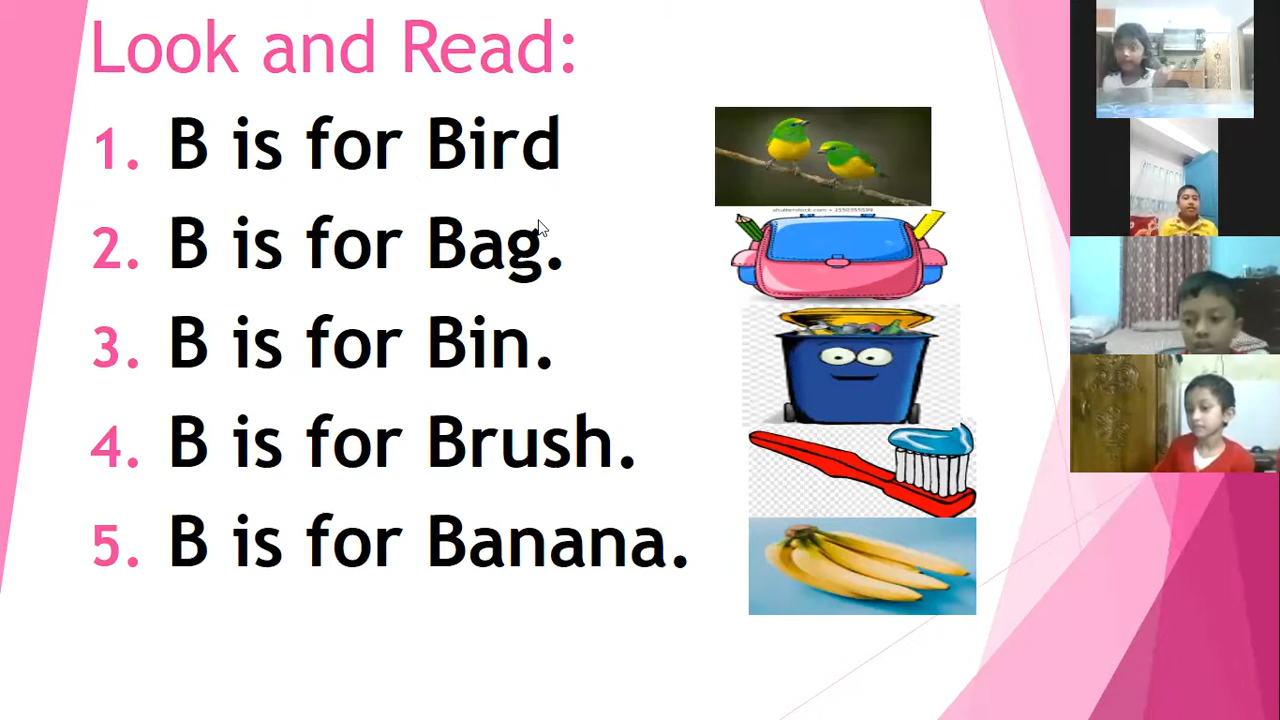 Look and Read:
1. B is for Bird
2. B is for Bag.
3. B is for Bin.
4. B is for Brush.
5. B is for Banana.